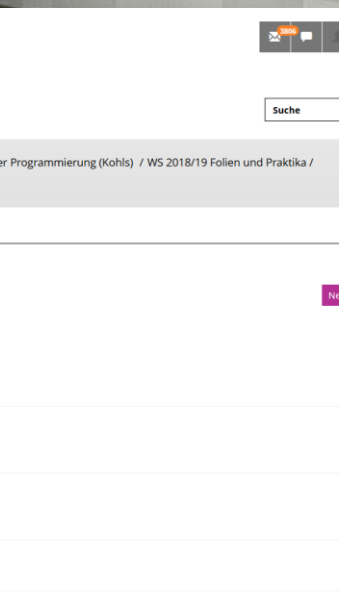 3806
Suche
er Programmierung (Kohls) / WS 2018/19 Folien und Praktika /
Ne